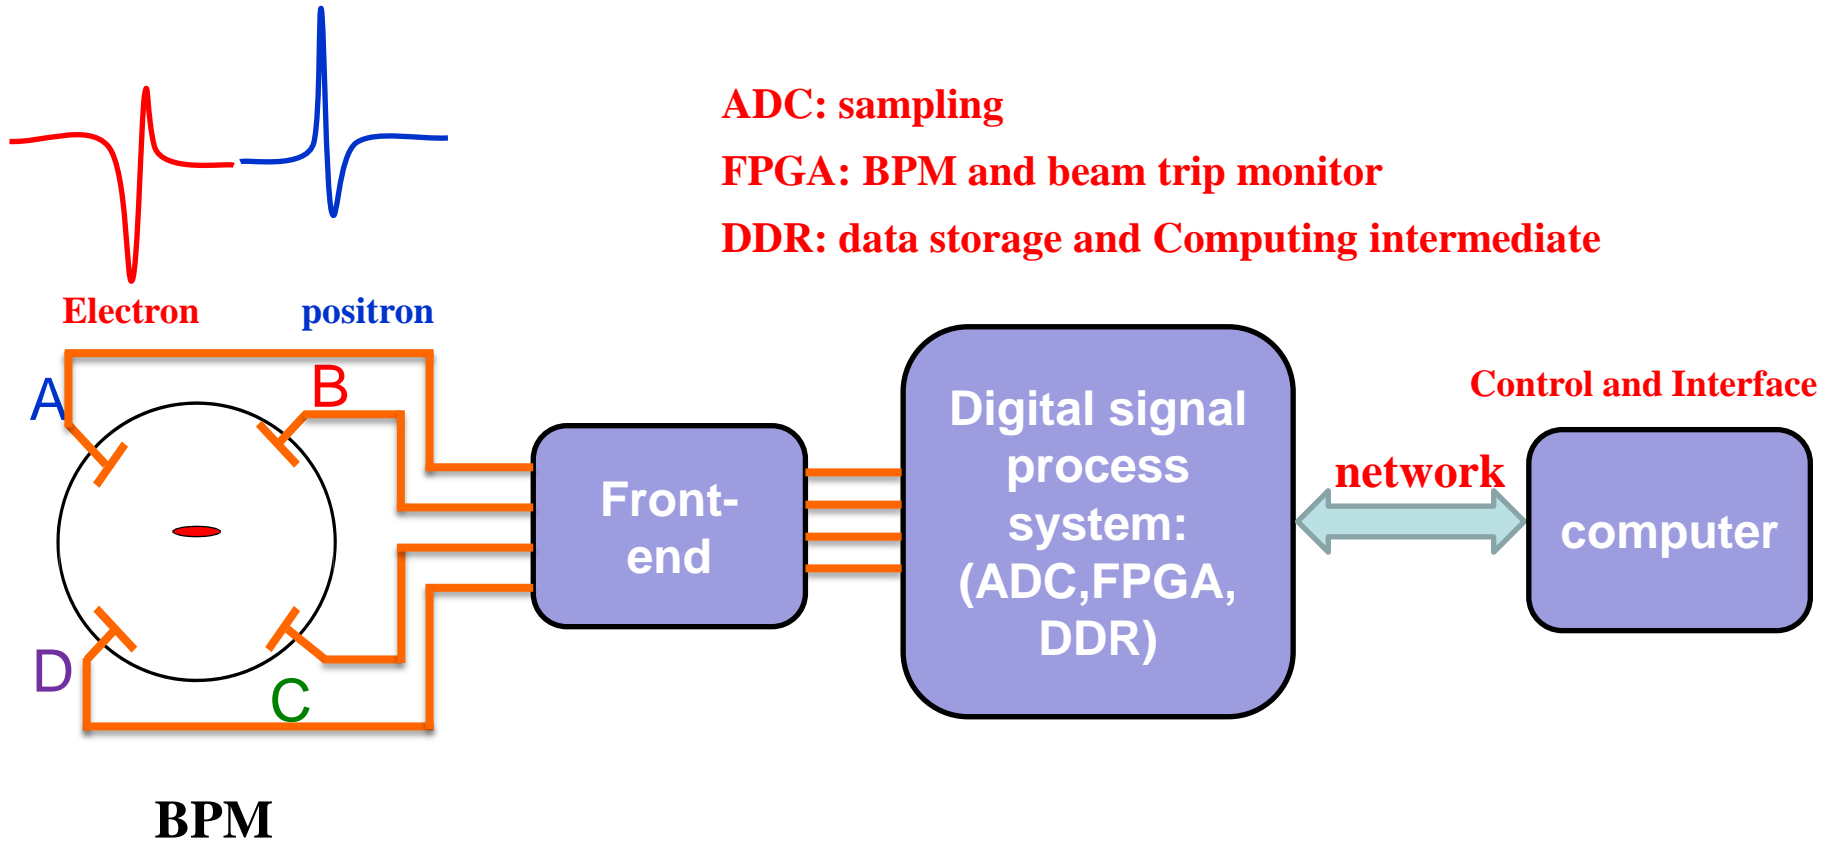 ADC: sampling
FPGA: BPM and beam trip monitor
DDR: data storage and Computing intermediate
Electron
positron
A
B
D
C
BPM
Front-
end
Digital signal
process
system:
(ADC,FPGA,
DDR)
network
Control and Interface
computer